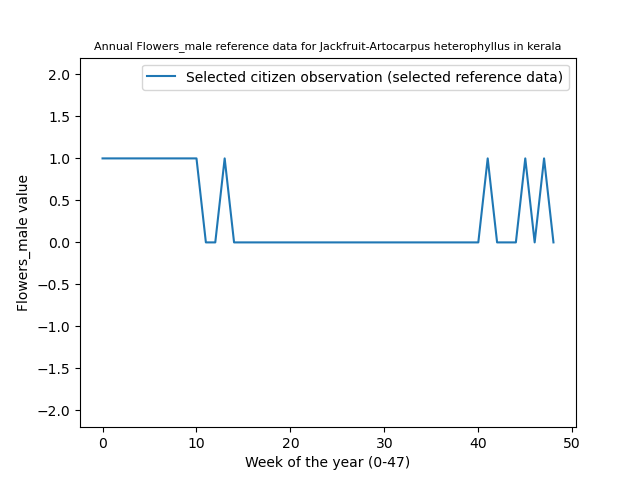 Annual Flowers_male reference data for Jackfruit-Artocarpus heterophyllus in kerala
Selected citizen observation (selected reference data)
2.0
1.5
1.0
0.5
0.0
−0.5
−1.0
−1.5
−2.0
Flowers_male value
0 10 20 30 40 50
Week of the year (0-47)